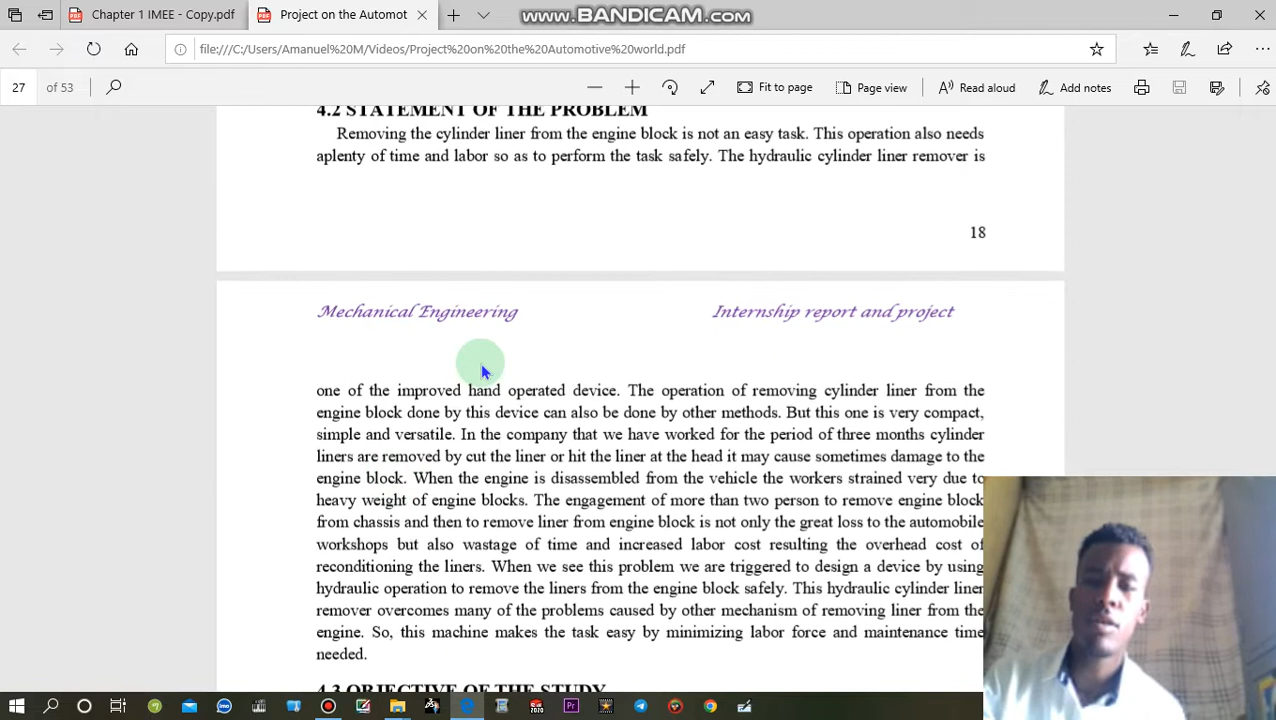 Chapter 1 IMEE - Copy.pdf
Project on the Automot
WWW.BANDICAM.COM
file:///C:/Users/Amanuel%20M/Videos/Project%20on%20the%20Automotive%20world.pdf
27 of 53
Fit to page
Page view
Read aloud
Add notes
4.2 STATEMENT OF THE PROBLEM
Removing the cylinder liner from the engine block is not an easy task. This operation also needs
aplenty of time and labor so as to perform the task safely. The hydraulic cylinder liner remover is
18
Mechanical Engineering
Internship report and project
one of the improved hand operated device. The operation of removing cylinder liner from the
engine block done by this device can also be done by other methods. But this one is very compact,
simple and versatile. In the company that we have worked for the period of three months cylinder
liners are removed by cut the liner or hit the liner at the head it may cause sometimes damage to the
engine block. When the engine is disassembled from the vehicle the workers strained very due to
heavy weight of engine blocks. The engagement of more than two person to remove engine block
from chassis and then to remove liner from engine block is not only the great loss to the automobile
workshops but also wastage of time and increased labor cost resulting the overhead cost of
reconditioning the liners. When we see this problem we are triggered to design a device by using
hydraulic operation to remove the liners from the engine block safely. This hydraulic cylinder liner
remover overcomes many of the problems caused by other mechanism of removing liner from the
engine. So, this machine makes the task easy by minimizing labor force and maintenance time
needed.
4.3 OBJECTIVE OF THE STUDY